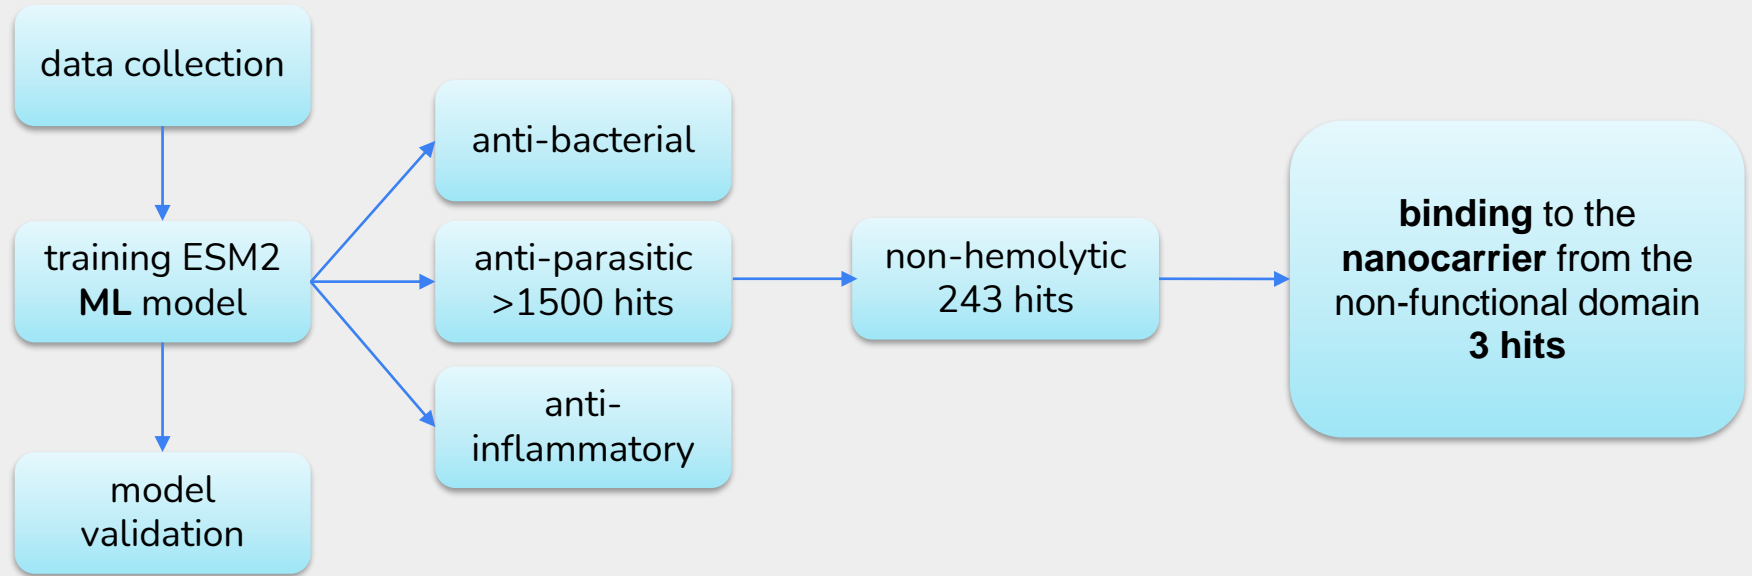 data collection
training ESM2
ML model
model
validation
anti-bacterial
anti-parasitic
>1500 hits
anti-
inflammatory
non-hemolytic
243 hits
binding to the
nanocarrier from the
non-functional domain
3 hits